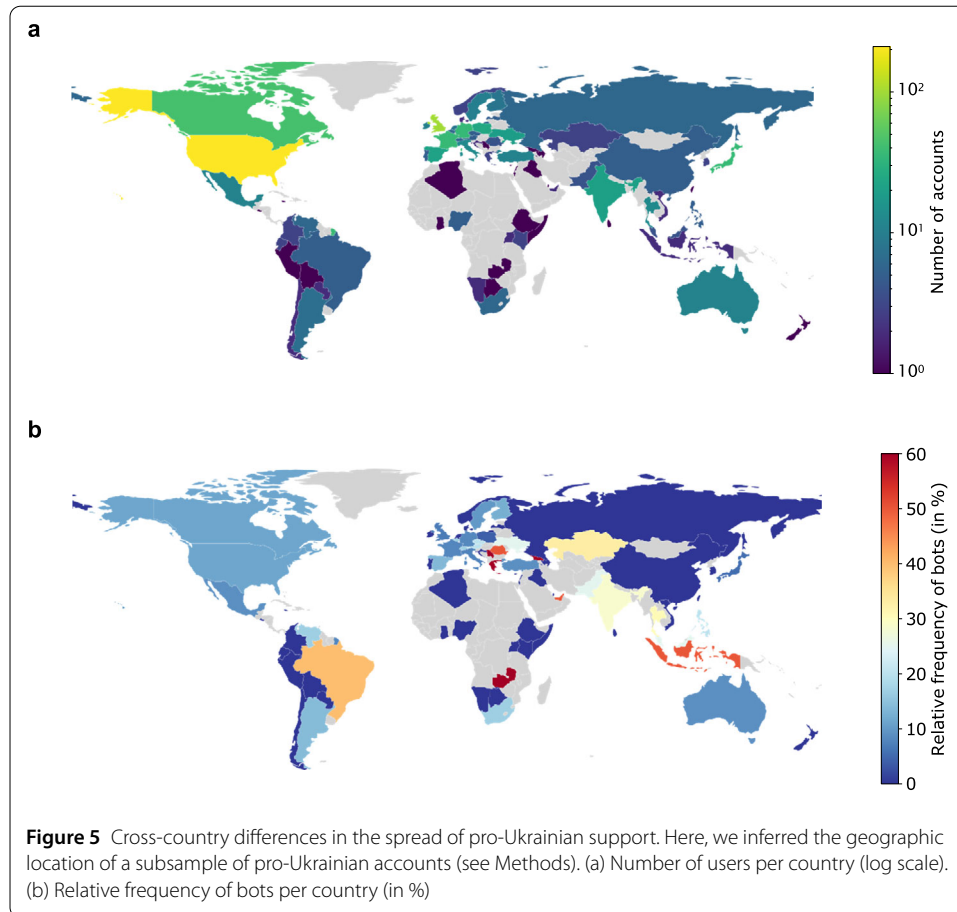 a
10²
10¹
10⁰
Number of accounts
b
60
50
40
30
20
10
0
Relative frequency of bots (in %)
Figure 5 Cross-country differences in the spread of pro-Ukrainian support. Here, we inferred the geographic
location of a subsample of pro-Ukrainian accounts (see Methods). (a) Number of users per country (log scale).
(b) Relative frequency of bots per country (in %)